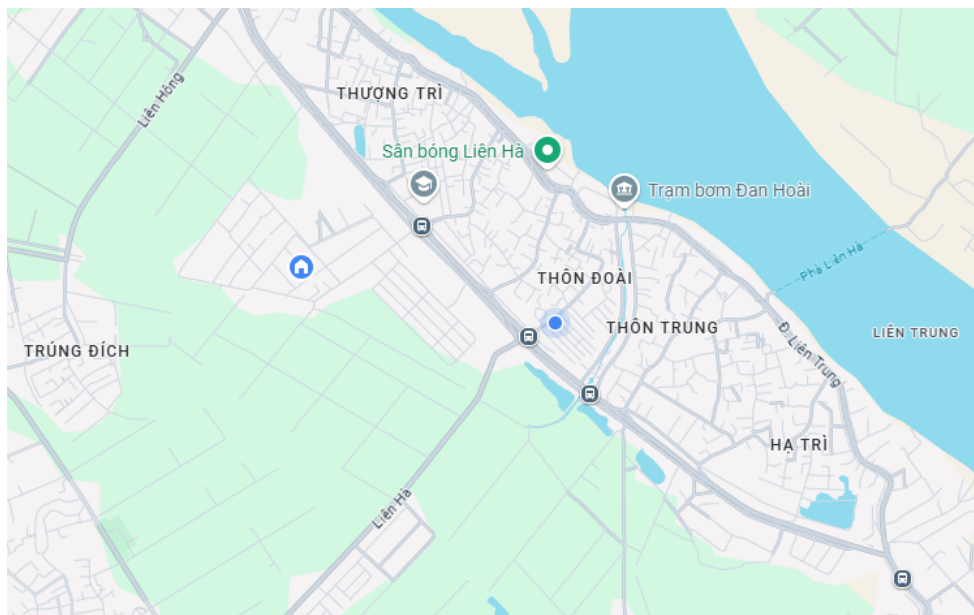 THƯỢNG TRÌ
Liên Hồng
Sân bóng Liên Hà
Trạm bơm Đan Hoài
Phà Liên Hà
THÔN ĐOÀI
THÔN TRUNG
LIÊN TRUNG
TRÚNG ĐÍCH
Đ. Liên Trung
HẠ TRÌ
Liên Hà